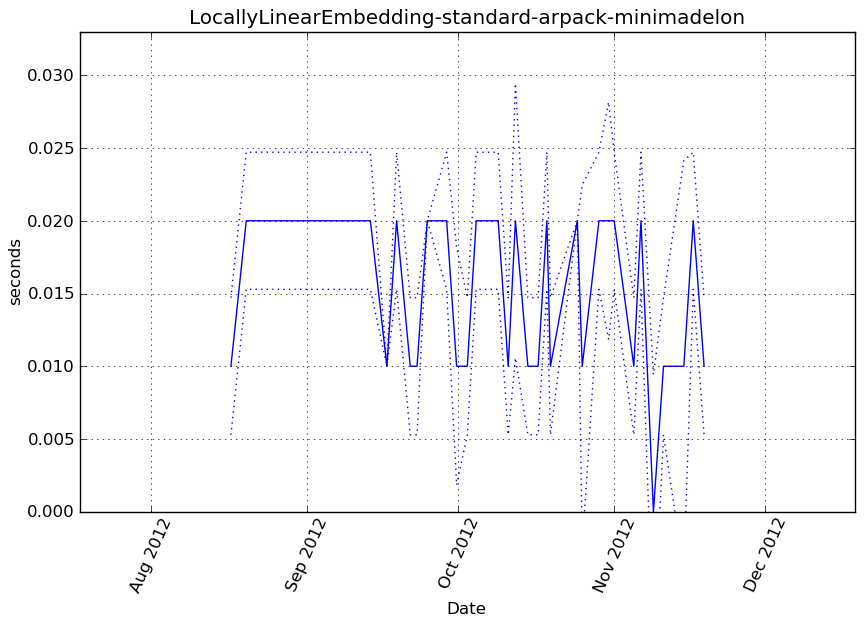 LocallyLinearEmbedding-standard-arpack-minimadelon
0.030
0.025
0.020
0.015
0.010
0.005
0.000
seconds
Aug 2012
Sep 2012
Oct 2012
Nov 2012
Dec 2012
Date